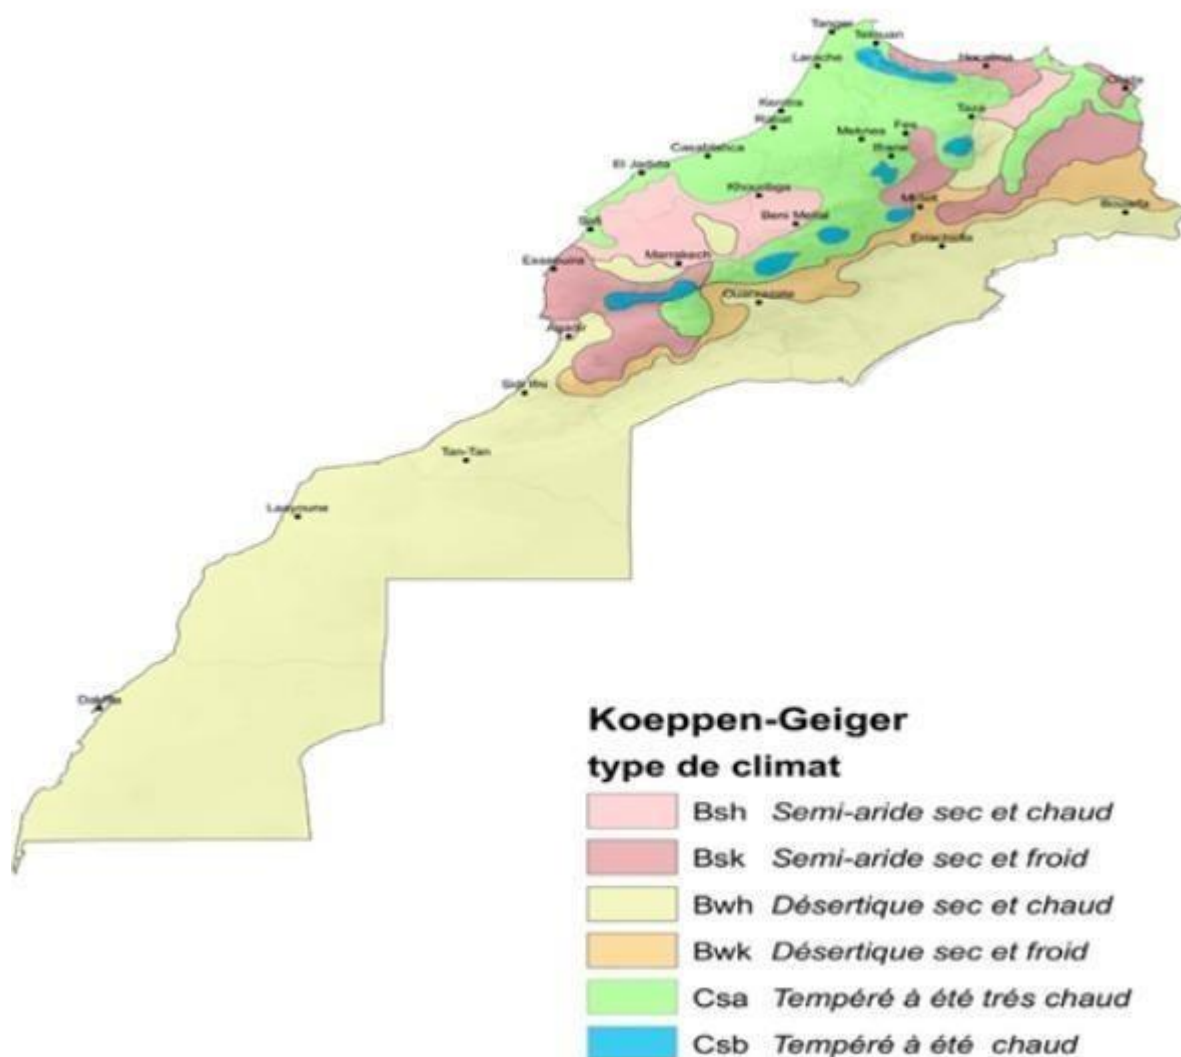 Tanger
Tetouan
Larache
Hoceima
Oujda
Kenitra
Rabat
Taza
Fes
Meknes
Ifrane
Casablanca
El Jadida
Khouribga
Midelt
Beni Mellal
Bouarfa
Safi
Errachidia
Essaouira
Marrakech
Ouarzazate
Agadir
Sidi Ifni
Tan-Tan
Laayoune
Dakhla
Koeppen-Geiger
type de climat
Bsh Semi-aride sec et chaud
Bsk Semi-aride sec et froid
Bwh Désertique sec et chaud
Bwk Désertique sec et froid
Csa Tempéré à été trés chaud
Csb Tempéré à été chaud